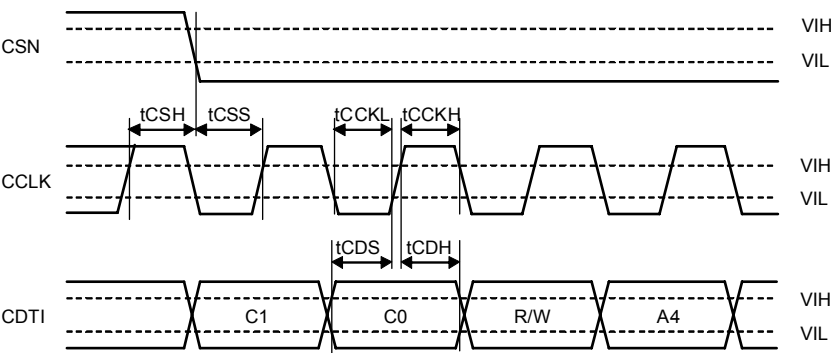 VIH
CSN
VIL
tCSH tCSS tCCKL tCCKH
VIH
CCLK
VIL
tCDS tCDH
VIH
CDTI C1 C0 R/W A4
VIL